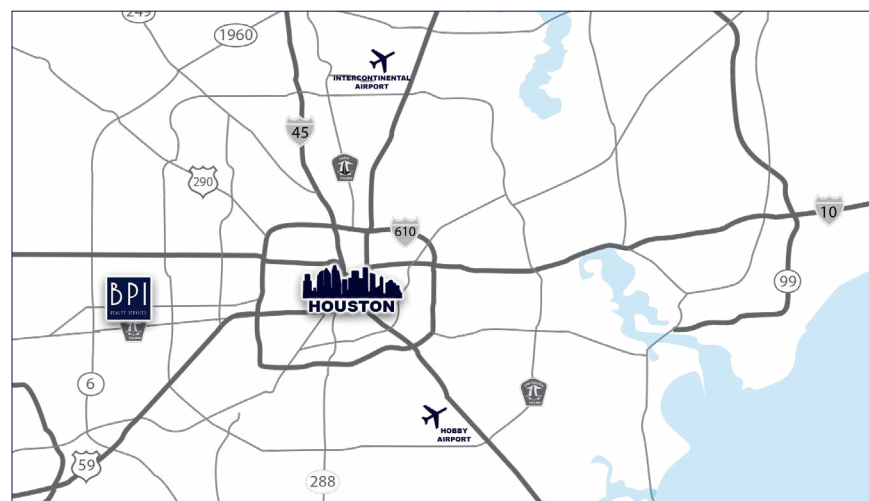 249
1960
INTERCONTINENTAL
AIRPORT
45
290
610
10
BPI
REALTY SERVICES
HOUSTON
99
6
HOBBY
AIRPORT
59
288